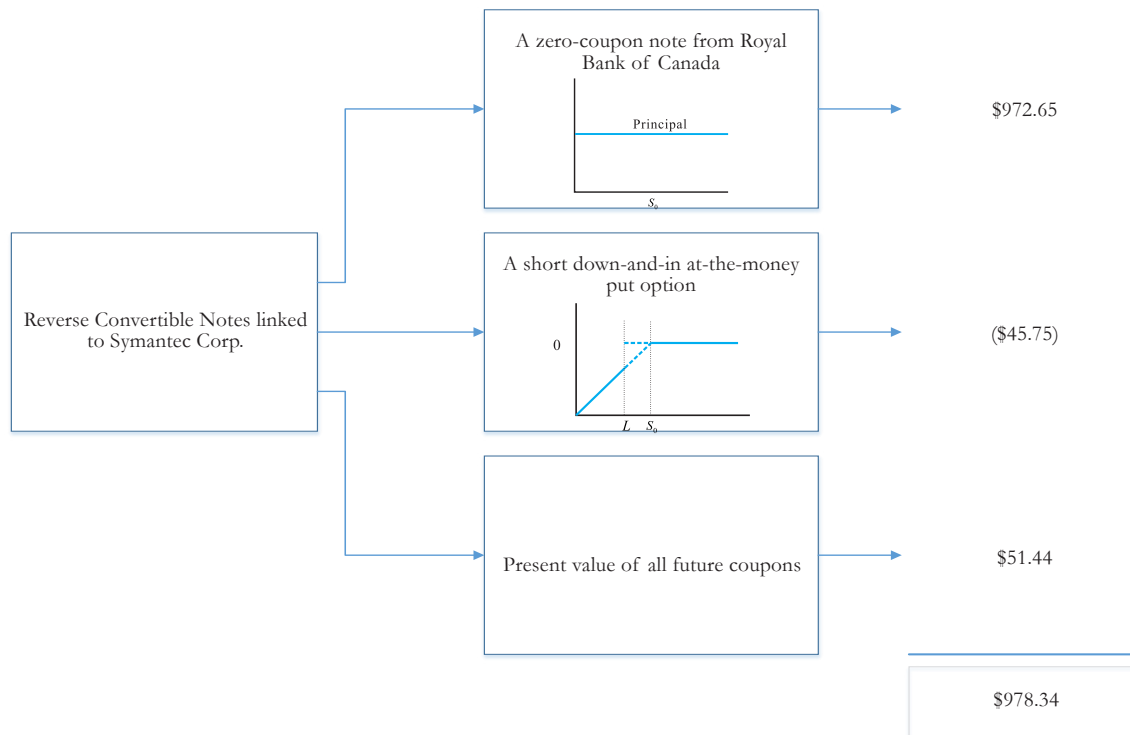 A zero-coupon note from Royal
Bank of Canada
Principal
S₀
$972.65
Reverse Convertible Notes linked
to Symantec Corp.
A short down-and-in at-the-money
put option
0
L S₀
($45.75)
Present value of all future coupons
$51.44
$978.34